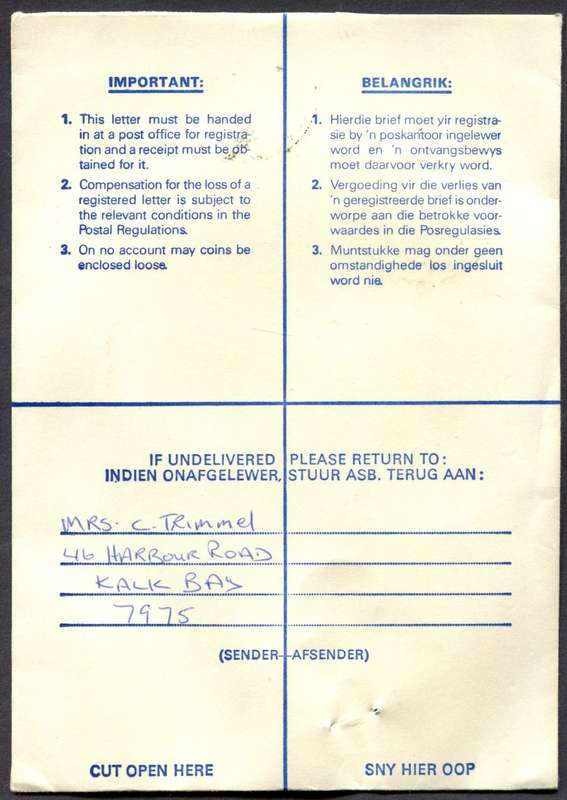 IMPORTANT:
1. This letter must be handed
in at a post office for registra-
tion and a receipt must be ob-
tained for it.
2. Compensation for the loss of a
registered letter is subject to
the relevant conditions in the
Postal Regulations.
3. On no account may coins be
enclosed loose.
BELANGRIK:
1. Hierdie brief moet vir registra-
sie by 'n poskantoor ingelewer
word en 'n ontvangsbewys
moet daarvoor verkry word.
2. Vergoeding vir die verlies van
'n geregistreerde brief is onder-
worpe aan die betrokke voor-
waardes in die Posregulasies.
3. Muntstukke mag onder geen
omstandighede los ingesluit
word nie.
IF UNDELIVERED PLEASE RETURN TO:
INDIEN ONAFGELEWER, STUUR ASB. TERUG AAN:
MRS. C. TRIMMEL
46 HARBOUR ROAD
KALK BAY
7975
(SENDER—AFSENDER)
CUT OPEN HERE
SNY HIER OOP